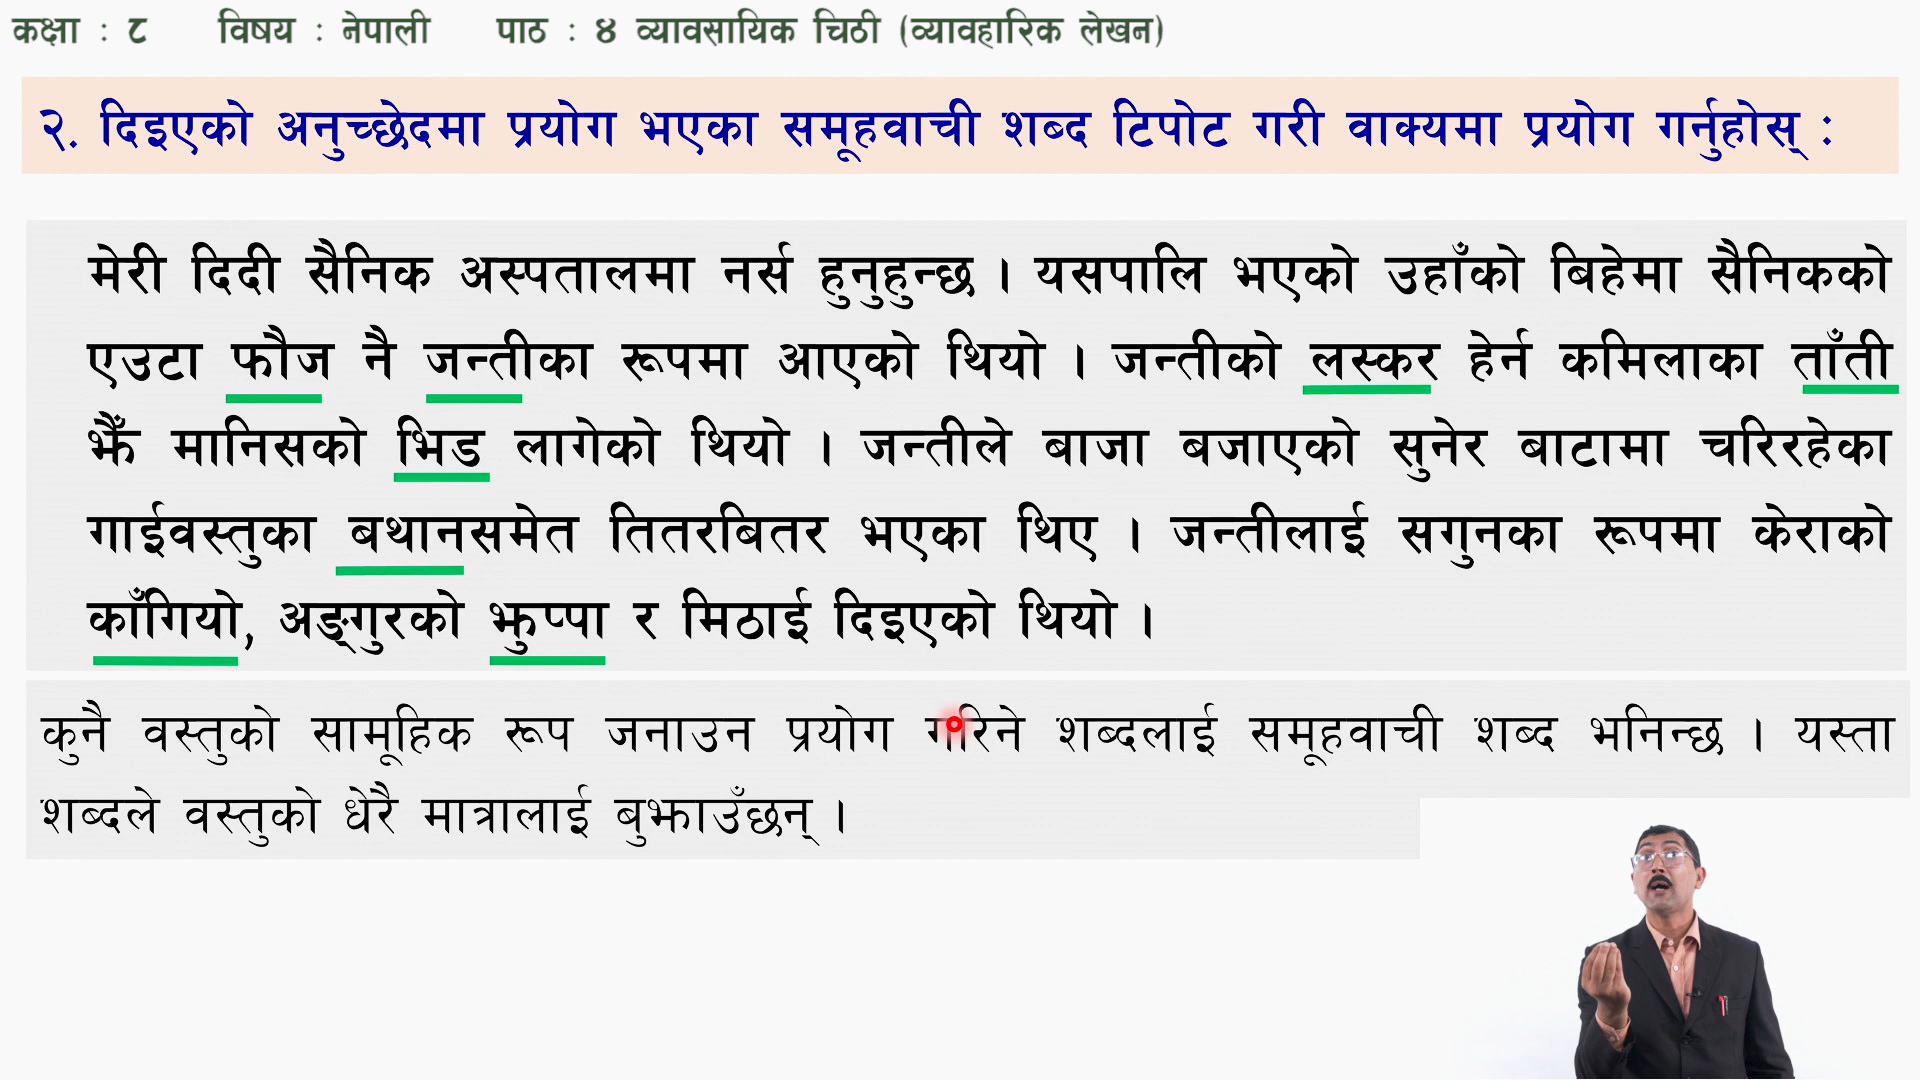 कक्षा : ८ विषय : नेपाली पाठ : ४ व्यावसायिक चिठी (व्यावहारिक लेखन)
२. दिइएको अनुच्छेदमा प्रयोग भएका समूहवाची शब्द टिपोट गरी वाक्यमा प्रयोग गर्नुहोस् :
मेरी दिदी सैनिक अस्पतालमा नर्स हुनुहुन्छ । यसपालि भएको उहाँको बिहेमा सैनिकको
एउटा फौज नै जन्तीका रूपमा आएको थियो । जन्तीको लस्कर हेर्न कमिलाका ताँती
झैँ मानिसको भिड लागेको थियो । जन्तीले बाजा बजाएको सुनेर बाटामा चरिरहेका
गाईवस्तुका बथानसमेत तितरबितर भएका थिए । जन्तीलाई सगुनका रूपमा केराको
काँगियो, अङ्गुरको झुप्पा र मिठाई दिइएको थियो ।
कुनै वस्तुको सामूहिक रूप जनाउन प्रयोग गरिने शब्दलाई समूहवाची शब्द भनिन्छ । यस्ता
शब्दले वस्तुको धेरै मात्रालाई बुझाउँछन् ।